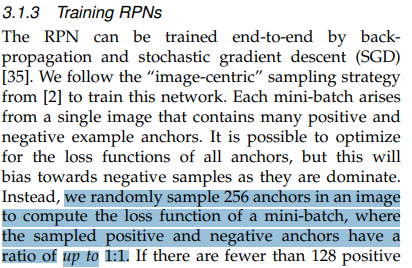 3.1.3 Training RPNs
The RPN can be trained end-to-end by back-
propagation and stochastic gradient descent (SGD)
[35]. We follow the “image-centric” sampling strategy
from [2] to train this network. Each mini-batch arises
from a single image that contains many positive and
negative example anchors. It is possible to optimize
for the loss functions of all anchors, but this will
bias towards negative samples as they are dominate.
Instead, we randomly sample 256 anchors in an image
to compute the loss function of a mini-batch, where
the sampled positive and negative anchors have a
ratio of up to 1:1. If there are fewer than 128 positive